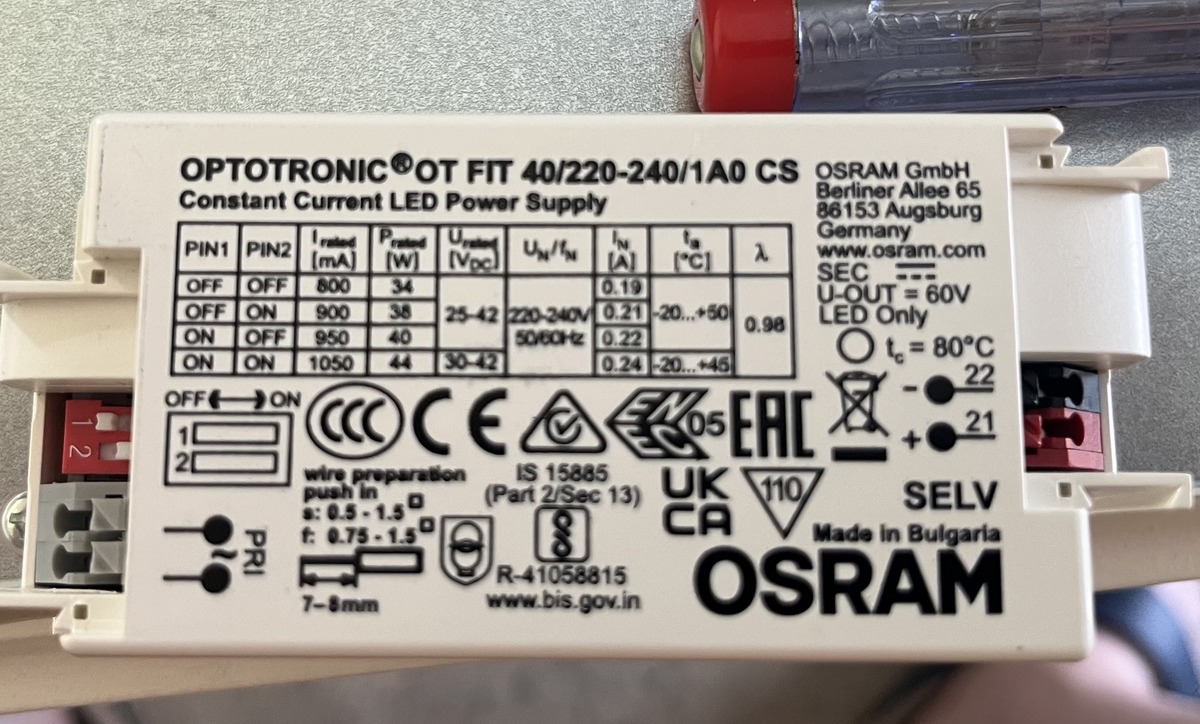 OPTOTRONIC® OT FIT 40/220-240/1A0 CS
Constant Current LED Power Supply
PIN1 PIN2 Irated [mA] Prated [W] Urated [VDC] UN/fN IN [A] ta [°C] λ
OFF OFF 800 34 25-42 220-240V 50/60Hz 0.19 -20...+50 0.98
OFF ON 900 38 0.21
ON OFF 950 40 0.22
ON ON 1050 44 30-42 0.24 -20...+45
OSRAM GmbH
Berliner Allee 65
86153 Augsburg
Germany
www.osram.com
SEC
U-OUT = 60V
LED Only
tc = 80°C
- 22
+ 21
OFF ON
1
2
1
2
CCC
CE
ENEC 05
EAC
wire preparation
push in
s: 0.5 - 1.5
f: 0.75 - 1.5
7-8mm
PRI
~
IS 15885
(Part 2/Sec 13)
R-41058815
www.bis.gov.in
UK
CA
110
SELV
Made in Bulgaria
OSRAM